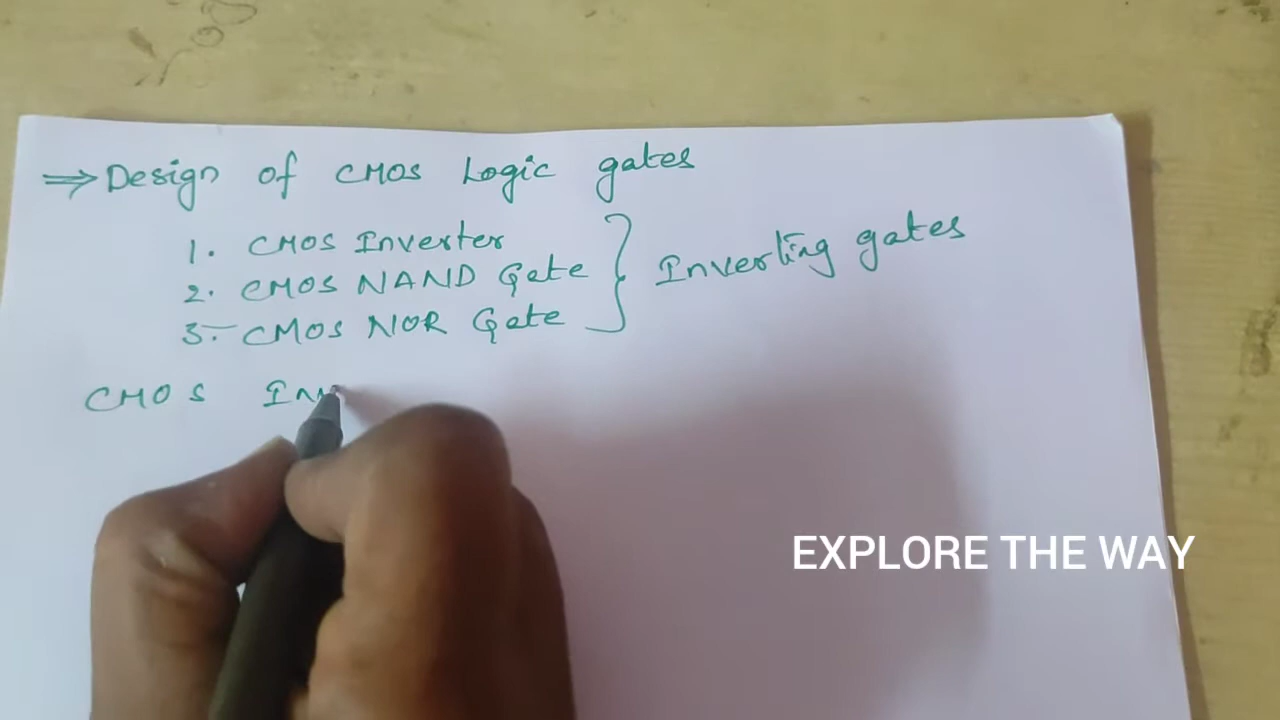 ⇒ Design of CMOS Logic gates
1. CMOS Inverter
2. CMOS NAND Gate
3. CMOS NOR Gate
Inverting gates
CMOS Inv
EXPLORE THE WAY